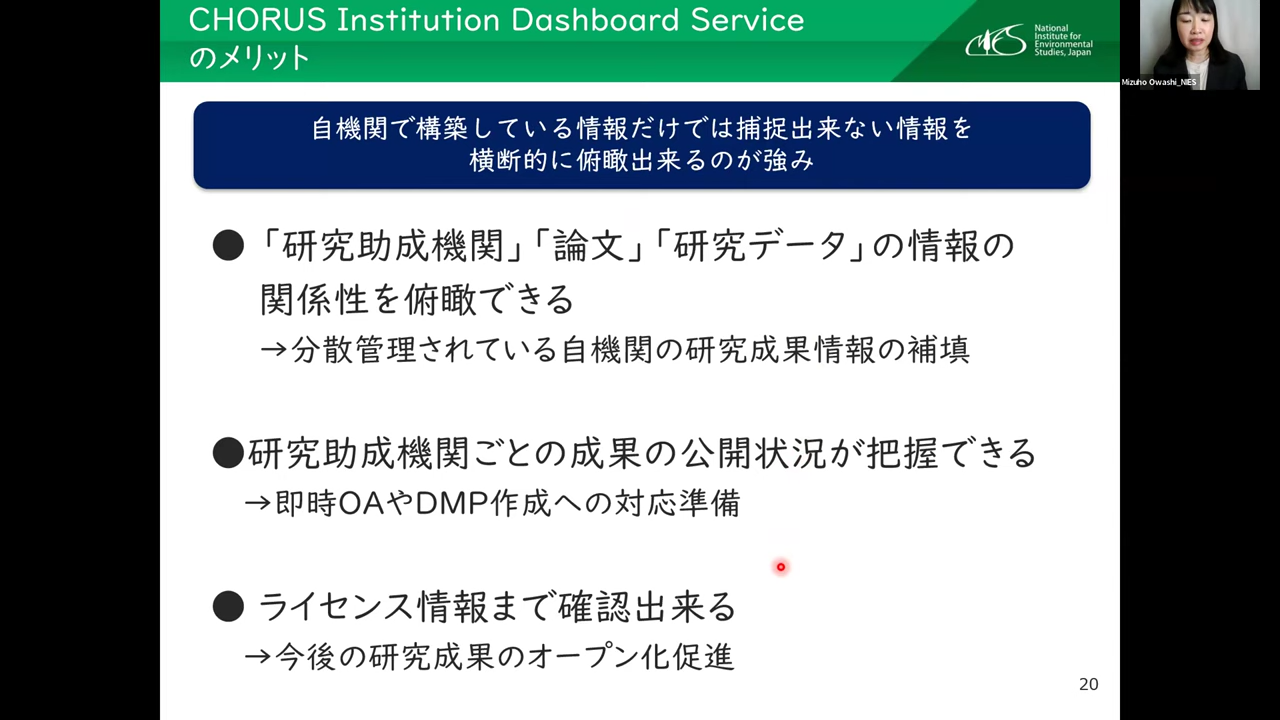 CHORUS Institution Dashboard Service
のメリット
National
Institute for
Environmental
Studies, Japan
Mizuho Owashi_NIES
自機関で構築している情報だけでは捕捉出来ない情報を
横断的に俯瞰出来るのが強み
●「研究助成機関」「論文」「研究データ」の情報の
関係性を俯瞰できる
→分散管理されている自機関の研究成果情報の補填
●研究助成機関ごとの成果の公開状況が把握できる
→即時OAやDMP作成への対応準備
● ライセンス情報まで確認出来る
→今後の研究成果のオープン化促進
20